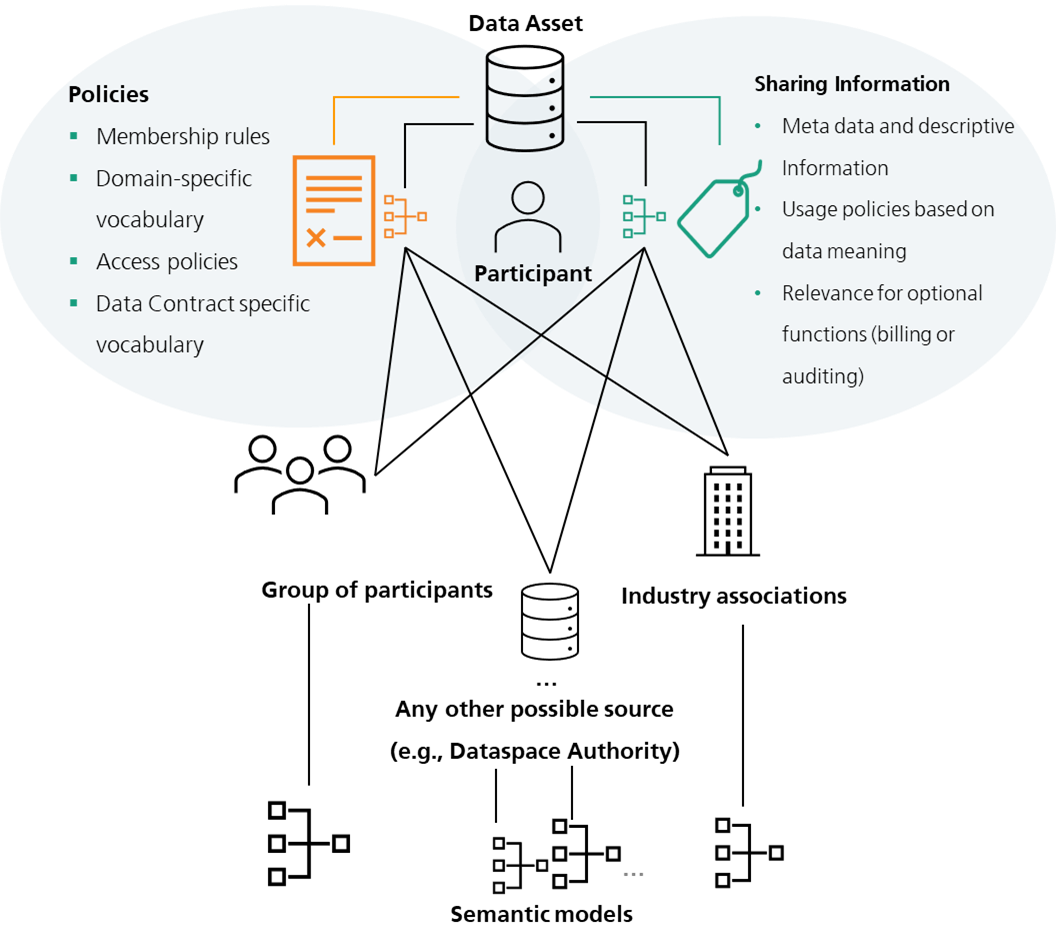 Data Asset
Policies
Membership rules
Domain-specific
vocabulary
Access policies
Data Contract specific
vocabulary
Sharing Information
Meta data and descriptive
Information
Usage policies based on
data meaning
Relevance for optional
functions (billing or
auditing)
Participant
Group of participants
Industry associations
...
Any other possible source
(e.g., Dataspace Authority)
...
Semantic models